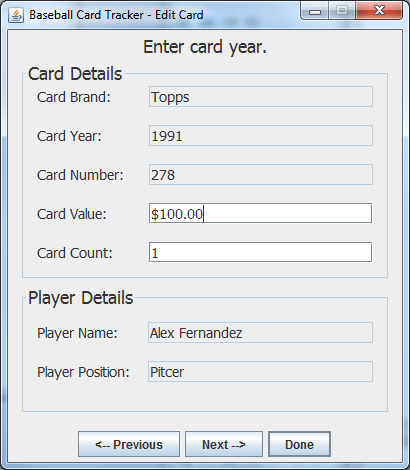 Baseball Card Tracker - Edit Card
Enter card year.
Card Details
Card Brand: Topps
Card Year: 1991
Card Number: 278
Card Value: $100.00
Card Count: 1
Player Details
Player Name: Alex Fernandez
Player Position: Pitcer
<-- Previous Next --> Done